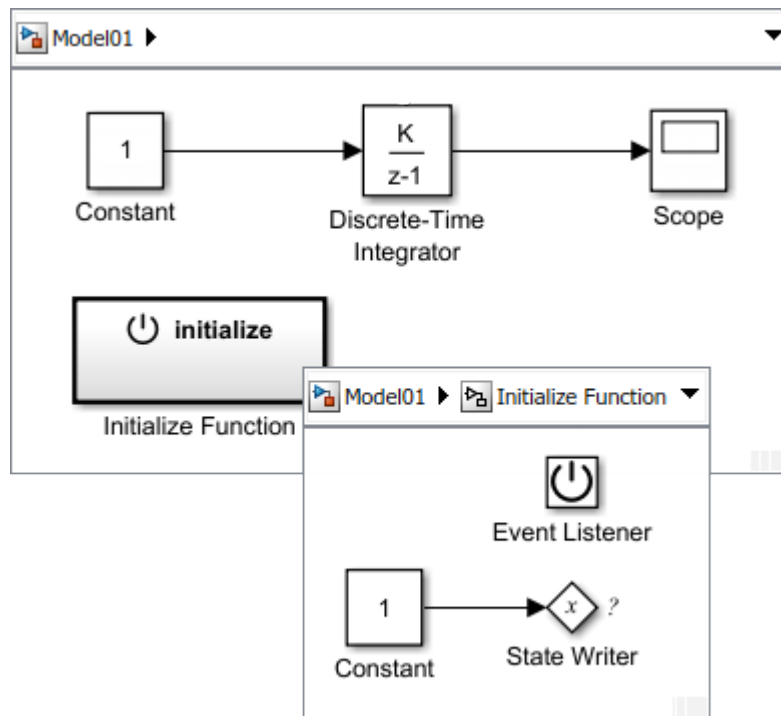 Model01
1
Constant
K
z-1
Discrete-Time
Integrator
Scope
initialize
Initialize Function
Model01 Initialize Function
Event Listener
1
Constant
x ?
State Writer